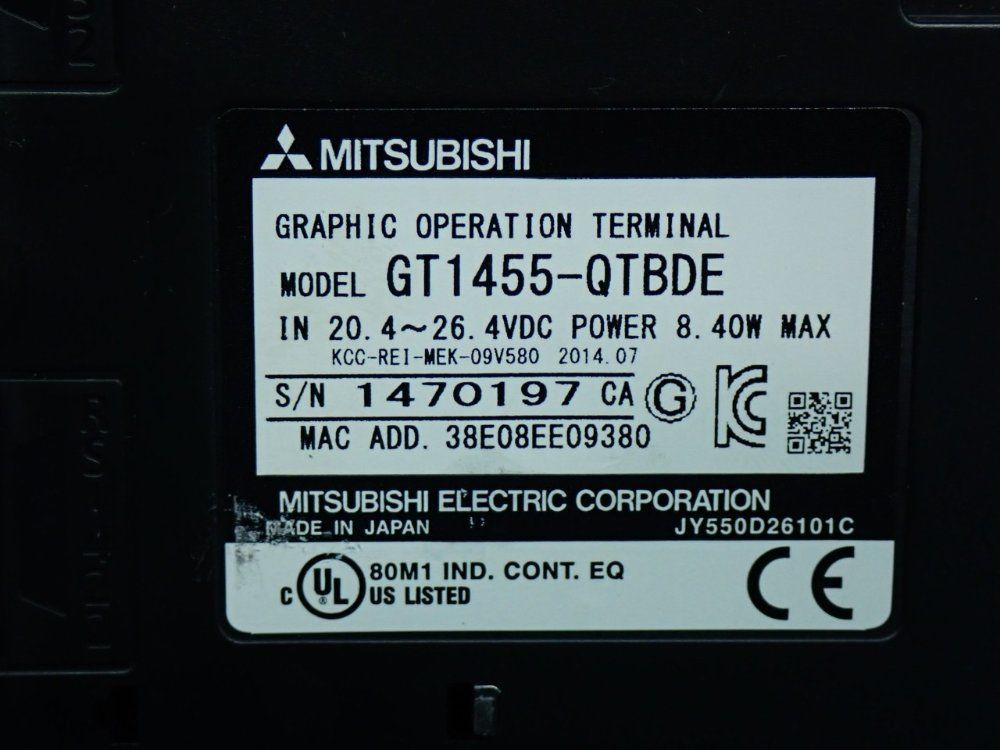 MITSUBISHI
GRAPHIC OPERATION TERMINAL
MODEL GT1455-QTBDE
IN 20.4~26.4VDC POWER 8.40W MAX
KCC-REI-MEK-09V580 2014.07
S/N 1470197 CA G KC
MAC ADD. 38E08EE09380
MITSUBISHI ELECTRIC CORPORATION
MADE IN JAPAN JY550D26101C
c UL ® 80M1 IND. CONT. EQ
US LISTED
CE